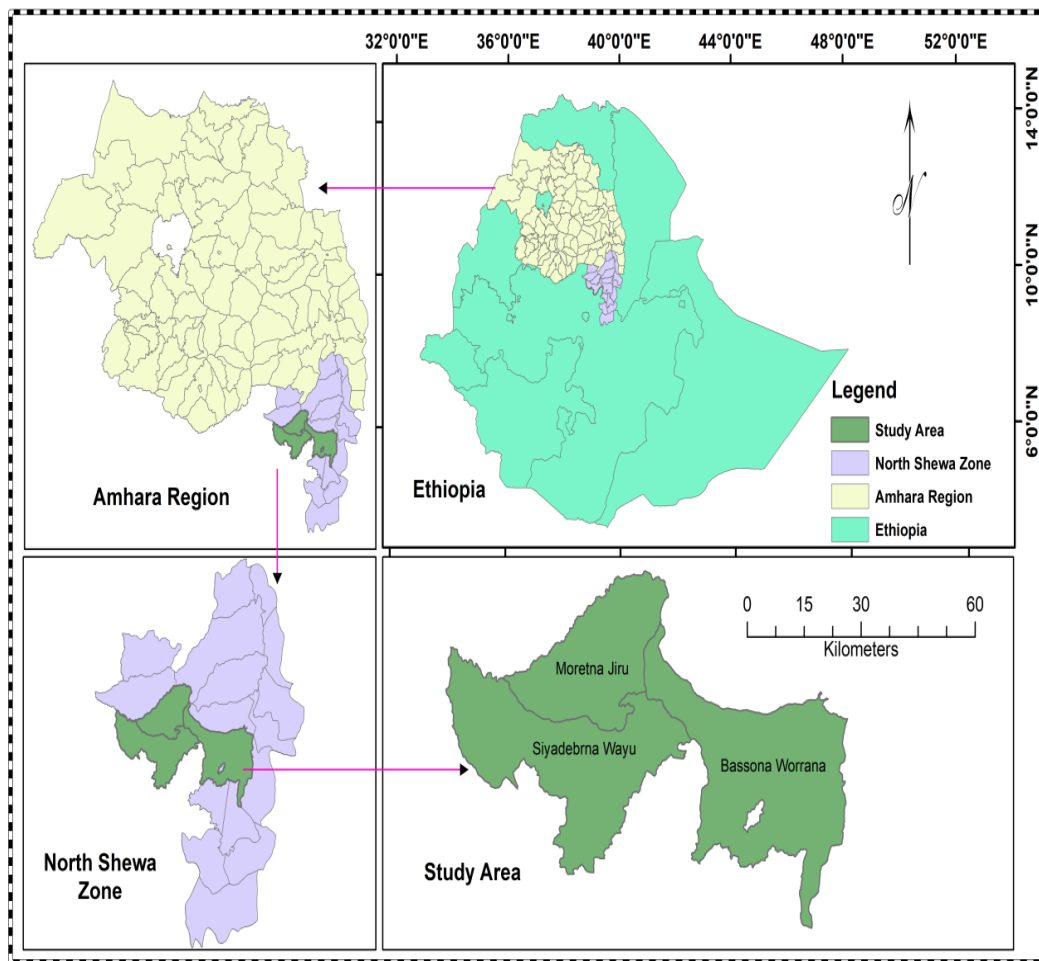 32°0'0"E 36°0'0"E 40°0'0"E 44°0'0"E 48°0'0"E 52°0'0"E
14°0'0"N
10°0'0"N
6°0'0"N
N
Amhara Region
Ethiopia
Legend
Study Area
North Shewa Zone
Amhara Region
Ethiopia
North Shewa
Zone
0 15 30 60
Kilometers
Moretna Jiru
Siyadebrna Wayu
Bassona Worrana
Study Area